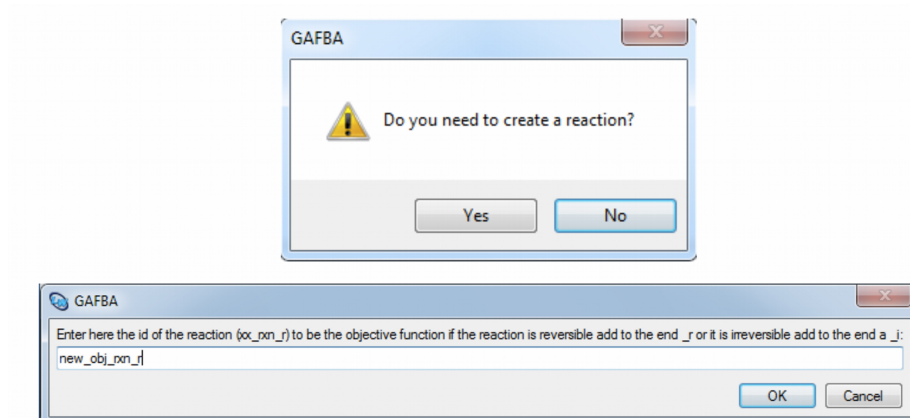 GAFBA
Do you need to create a reaction?
Yes No
GAFBA
Enter here the id of the reaction (xx_rxn_r) to be the objective function if the reaction is reversible add to the end _r or it is irreversible add to the end a _i:
new_obj_rxn_r
OK Cancel